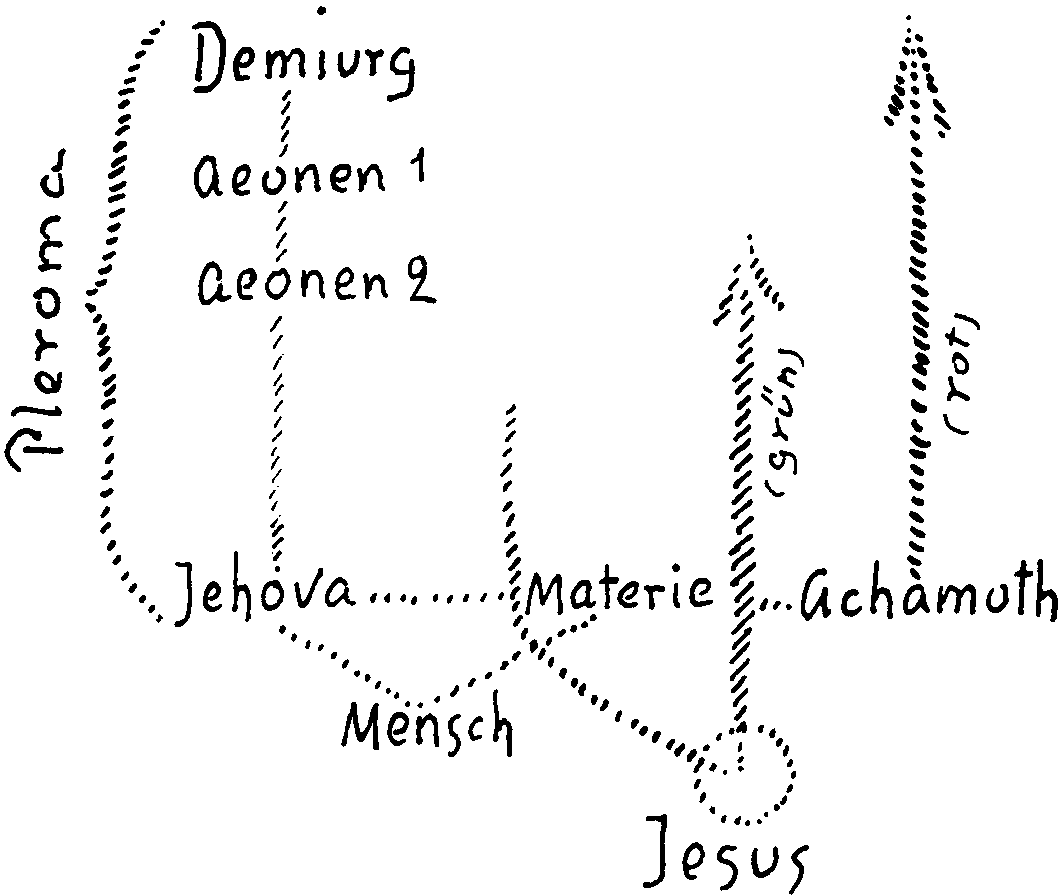 Demiurg
aeonen 1
aeonen 2
Pleroma
(grün)
(rot)
Jehova ......... Materie ... Achamoth
Mensch
Jesus